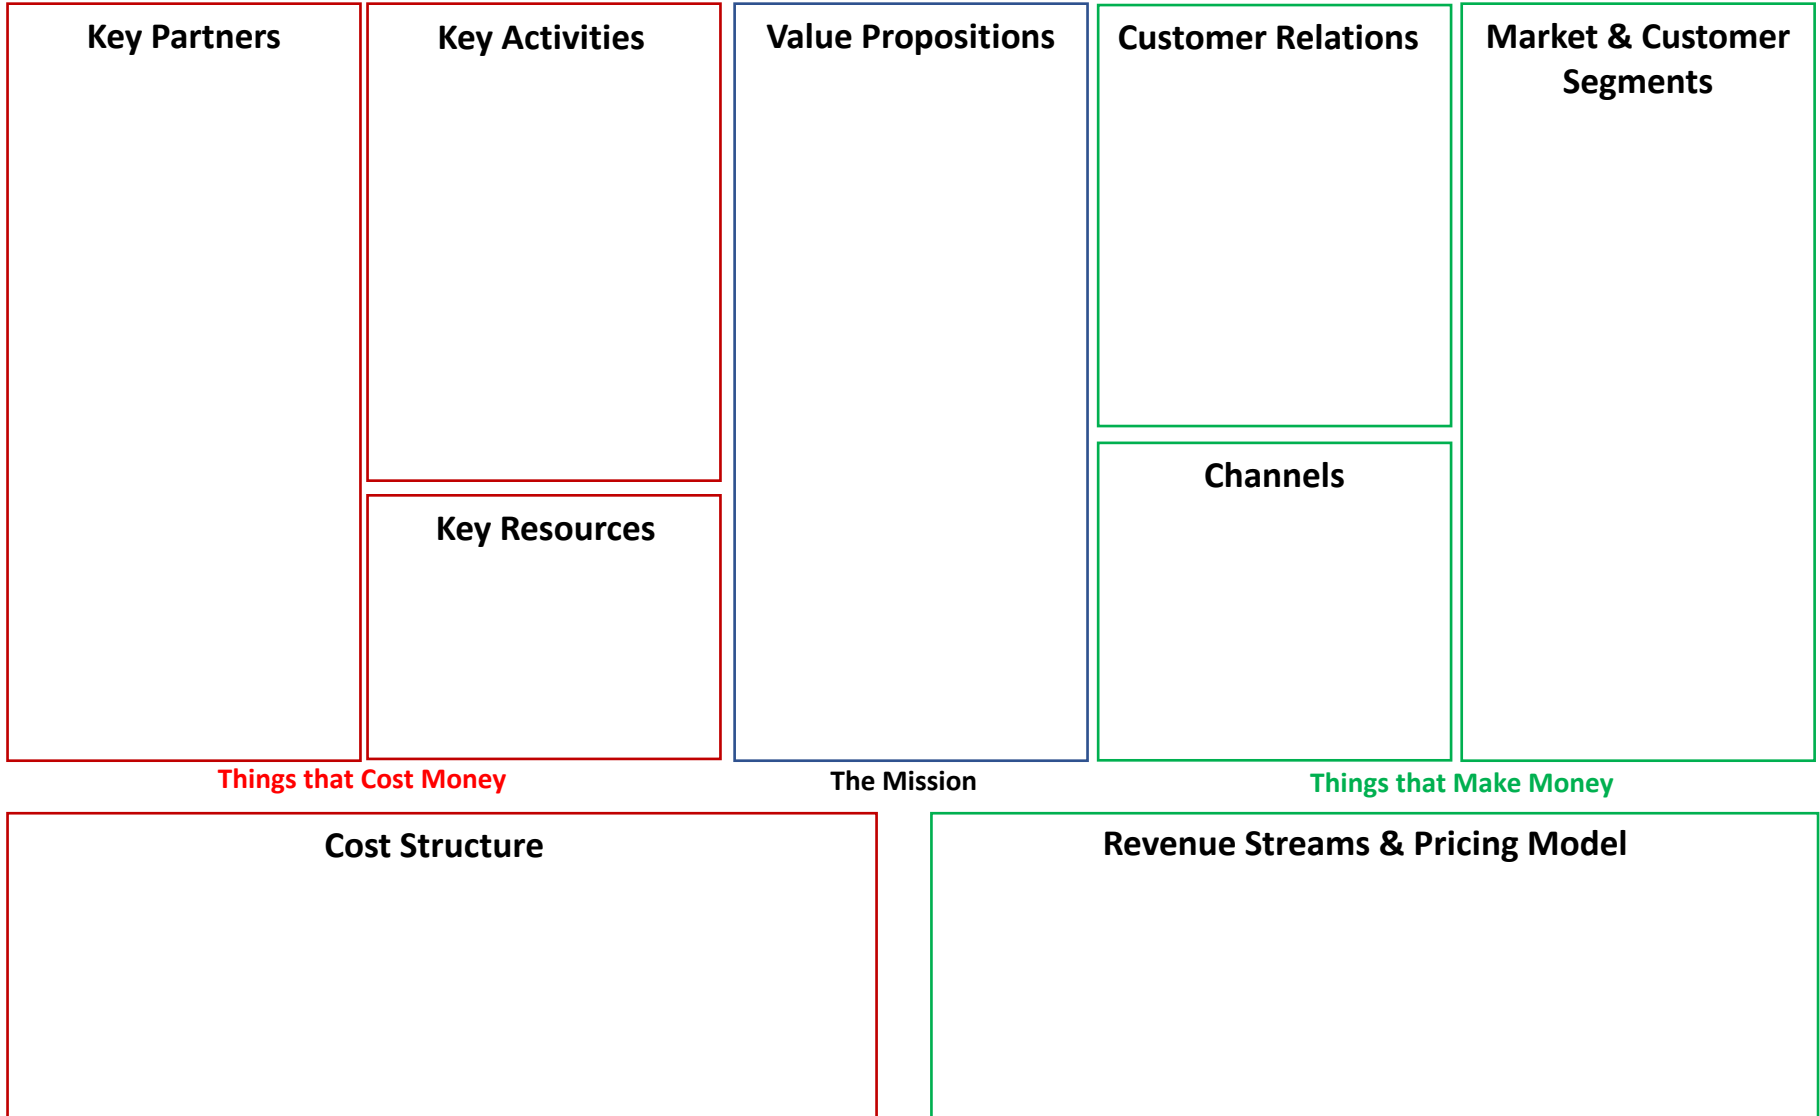 Key Partners
Key Activities
Value Propositions
Customer Relations
Market & Customer
Segments
Key Resources
Channels
Things that Cost Money
The Mission
Things that Make Money
Cost Structure
Revenue Streams & Pricing Model